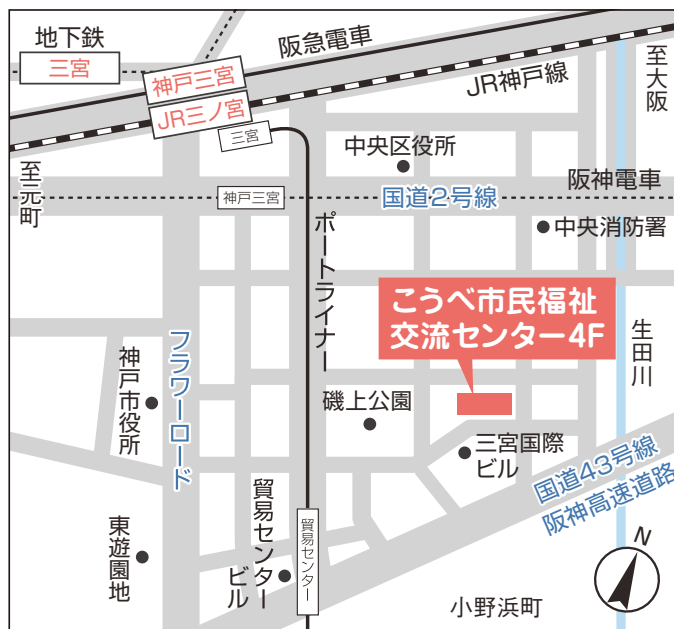 地下鉄
三宮
阪急電車
神戸三宮
JR三ノ宮
三宮
JR神戸線
至大阪
至元町
中央区役所
阪神電車
神戸三宮
国道2号線
中央消防署
ポートライナー
こうべ市民福祉
交流センター4F
生田川
フラワーロード
神戸市役所
磯上公園
三宮国際
ビル
国道43号線
阪神高速道路
東遊園地
貿易センター
ビル
貿易センター
N
小野浜町